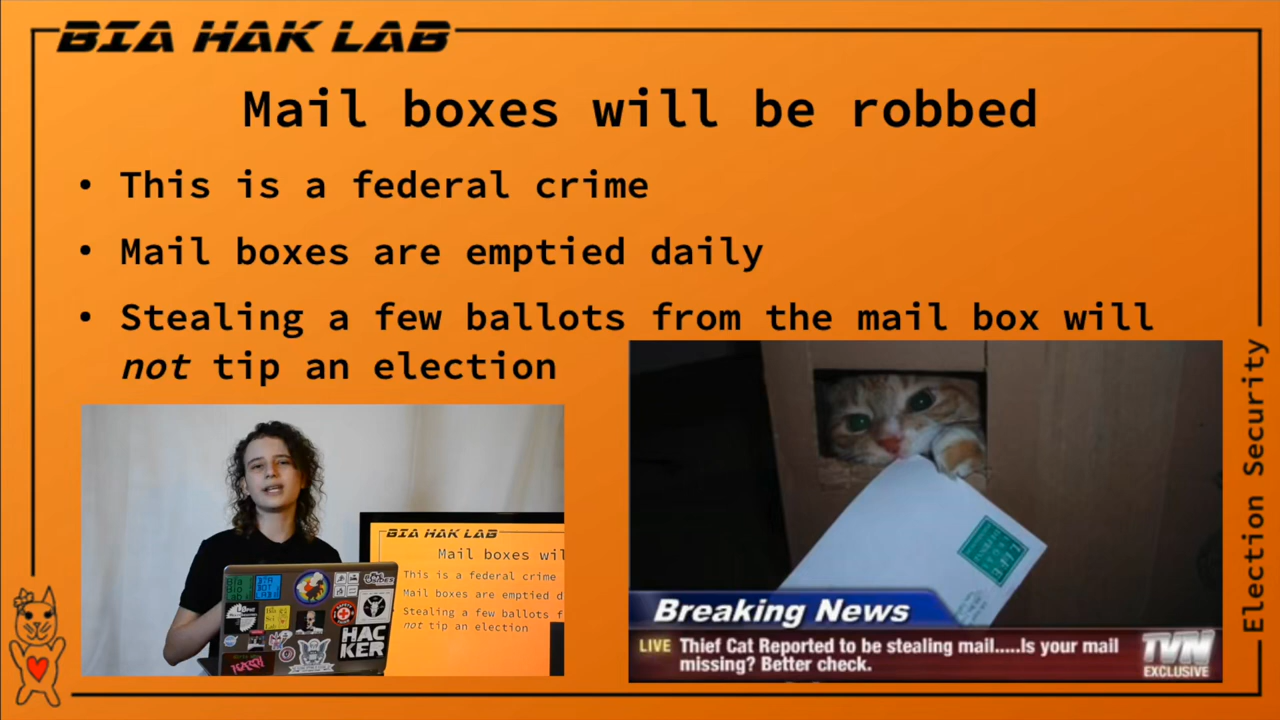 BIA HAK LAB
Mail boxes will be robbed
• This is a federal crime
• Mail boxes are emptied daily
• Stealing a few ballots from the mail box will
not tip an election
Election Security
BIA HAK LAB
Mail boxes wil
This is a federal crime
Mail boxes are emptied d
Stealing a few ballots f
not tip an election
HAC
KER
Breaking News
LIVE Thief Cat Reported to be stealing mail.....Is your mail
missing? Better check.
TVN
EXCLUSIVE